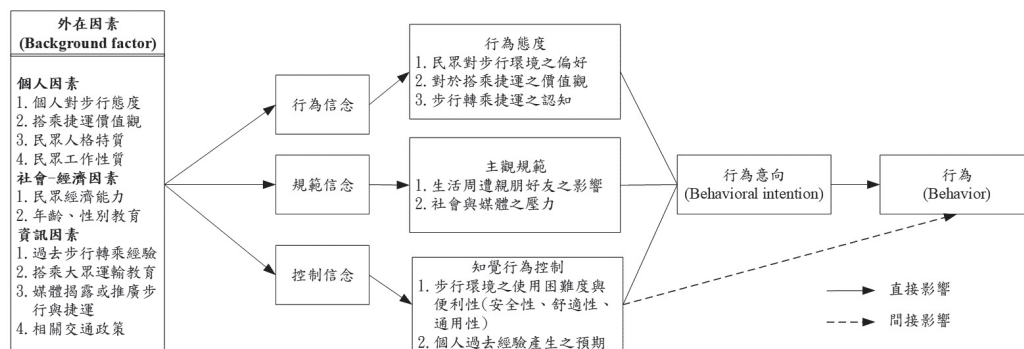 外在因素
(Background factor)
個人因素
1.個人對步行態度
2.搭乘捷運價值觀
3.民眾人格特質
4.民眾工作性質
社會-經濟因素
1.民眾經濟能力
2.年齡、性別教育
資訊因素
1.過去步行轉乘經驗
2.搭乘大眾運輸教育
3.媒體揭露或推廣步
行與捷運
4.相關交通政策
行為信念
規範信念
控制信念
行為態度
1.民眾對步行環境之偏好
2.對於搭乘捷運之價值觀
3.步行轉乘捷運之認知
主觀規範
1.生活周遭親朋好友之影響
2.社會與媒體之壓力
知覺行為控制
1.步行環境之使用困難度與
便利性(安全性、舒適性、
通用性)
2.個人過去經驗產生之預期
行為意向
(Behavioral intention)
行為
(Behavior)
直接影響
間接影響